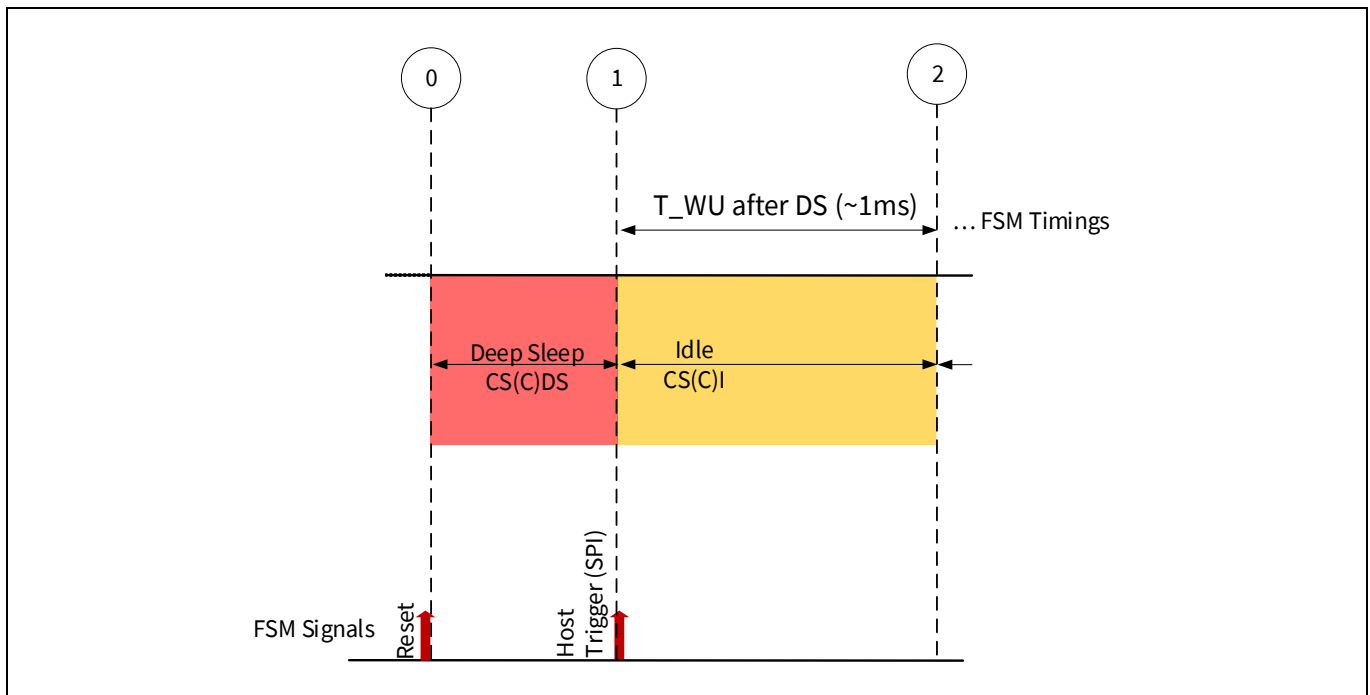 0
1
2
T_WU after DS (~1ms)
... FSM Timings
Deep Sleep
CS(C)DS
Idle
CS(C)I
FSM Signals
Reset
Host
Trigger (SPI)